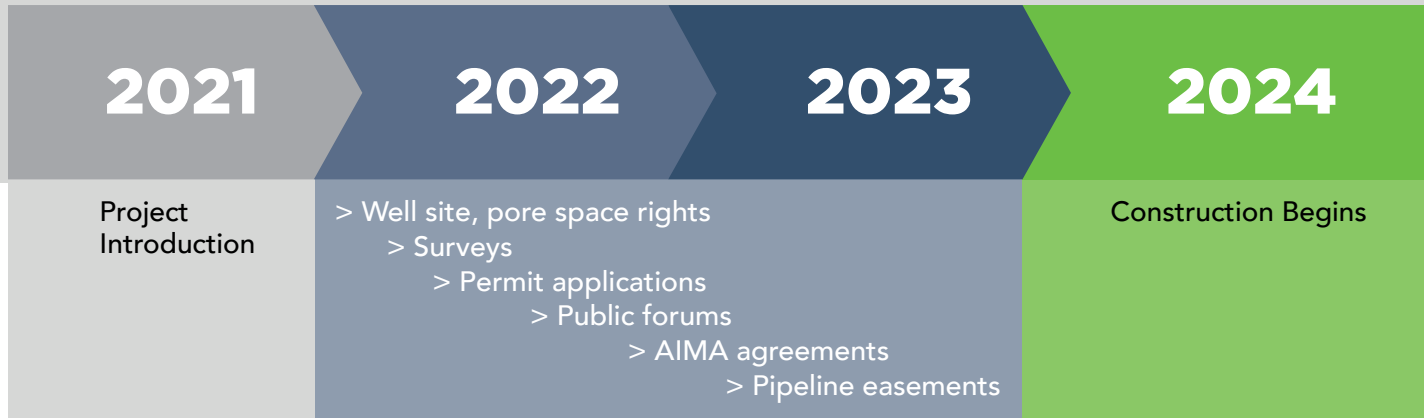 2021 2022 2023 2024
Project
Introduction
> Well site, pore space rights
> Surveys
> Permit applications
> Public forums
> AIMA agreements
> Pipeline easements
Construction Begins